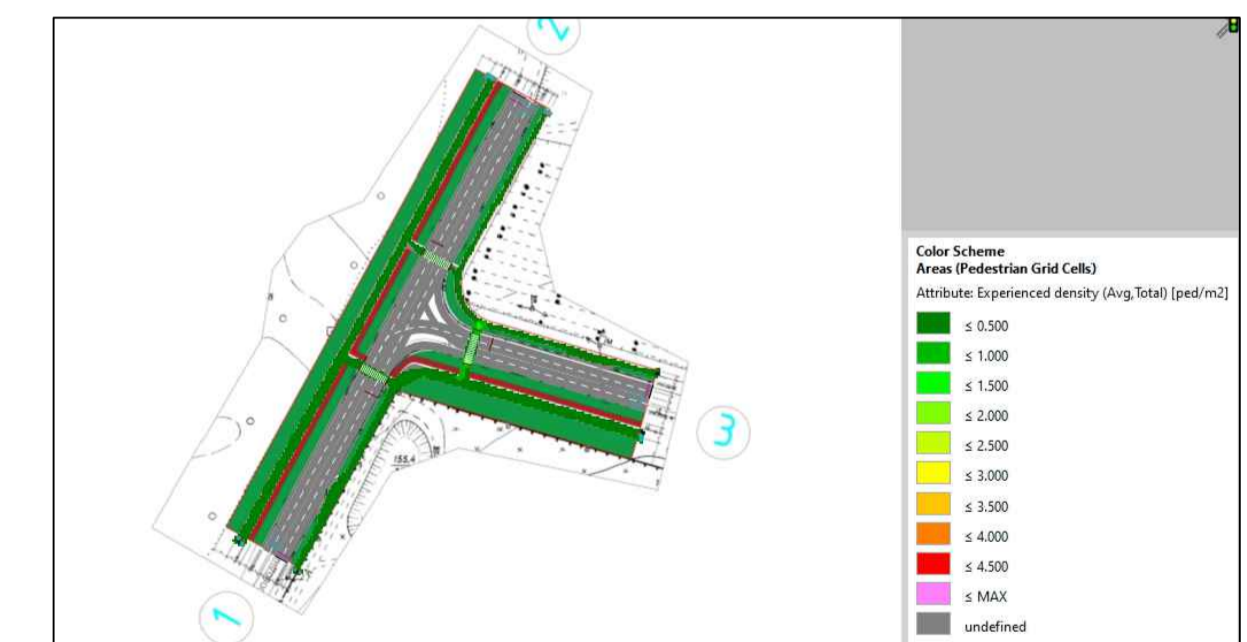 2
Color Scheme
Areas (Pedestrian Grid Cells)
Attribute: Experienced density (Avg,Total) [ped/m2]
≤ 0.500
≤ 1.000
≤ 1.500
≤ 2.000
≤ 2.500
≤ 3.000
≤ 3.500
≤ 4.000
≤ 4.500
≤ MAX
undefined
3
155,4
1